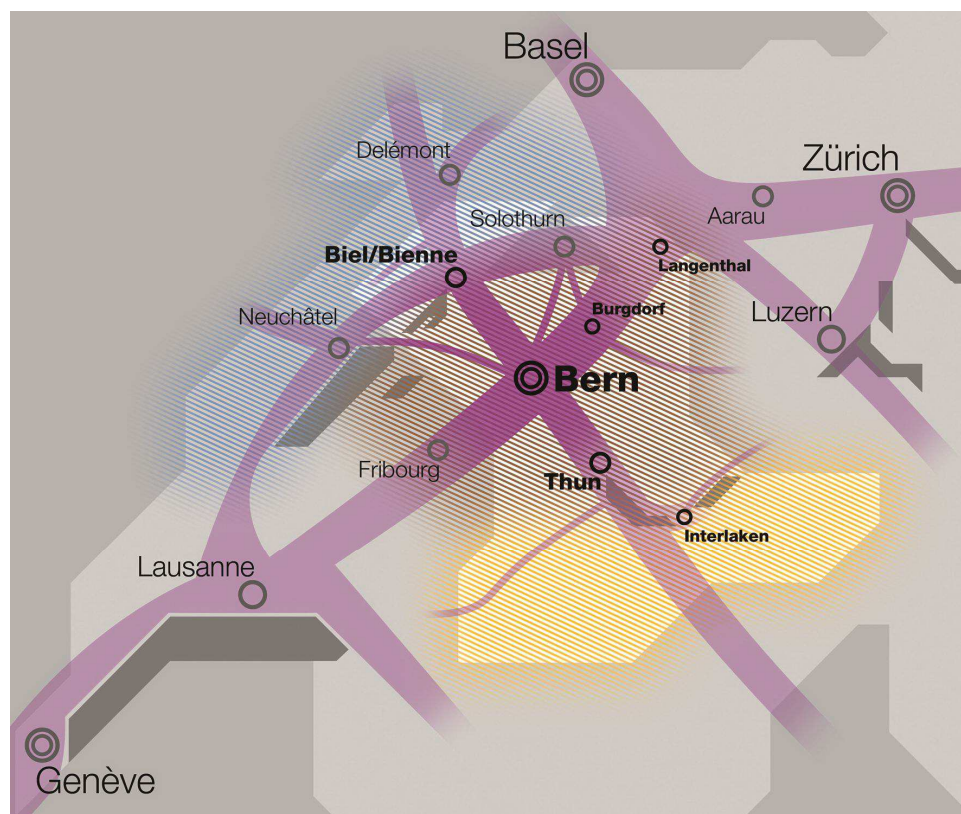 Basel
Delémont
Zürich
Solothurn
Aarau
Biel/Bienne
Langenthal
Neuchâtel
Burgdorf
Luzern
Bern
Fribourg
Thun
Interlaken
Lausanne
Genève